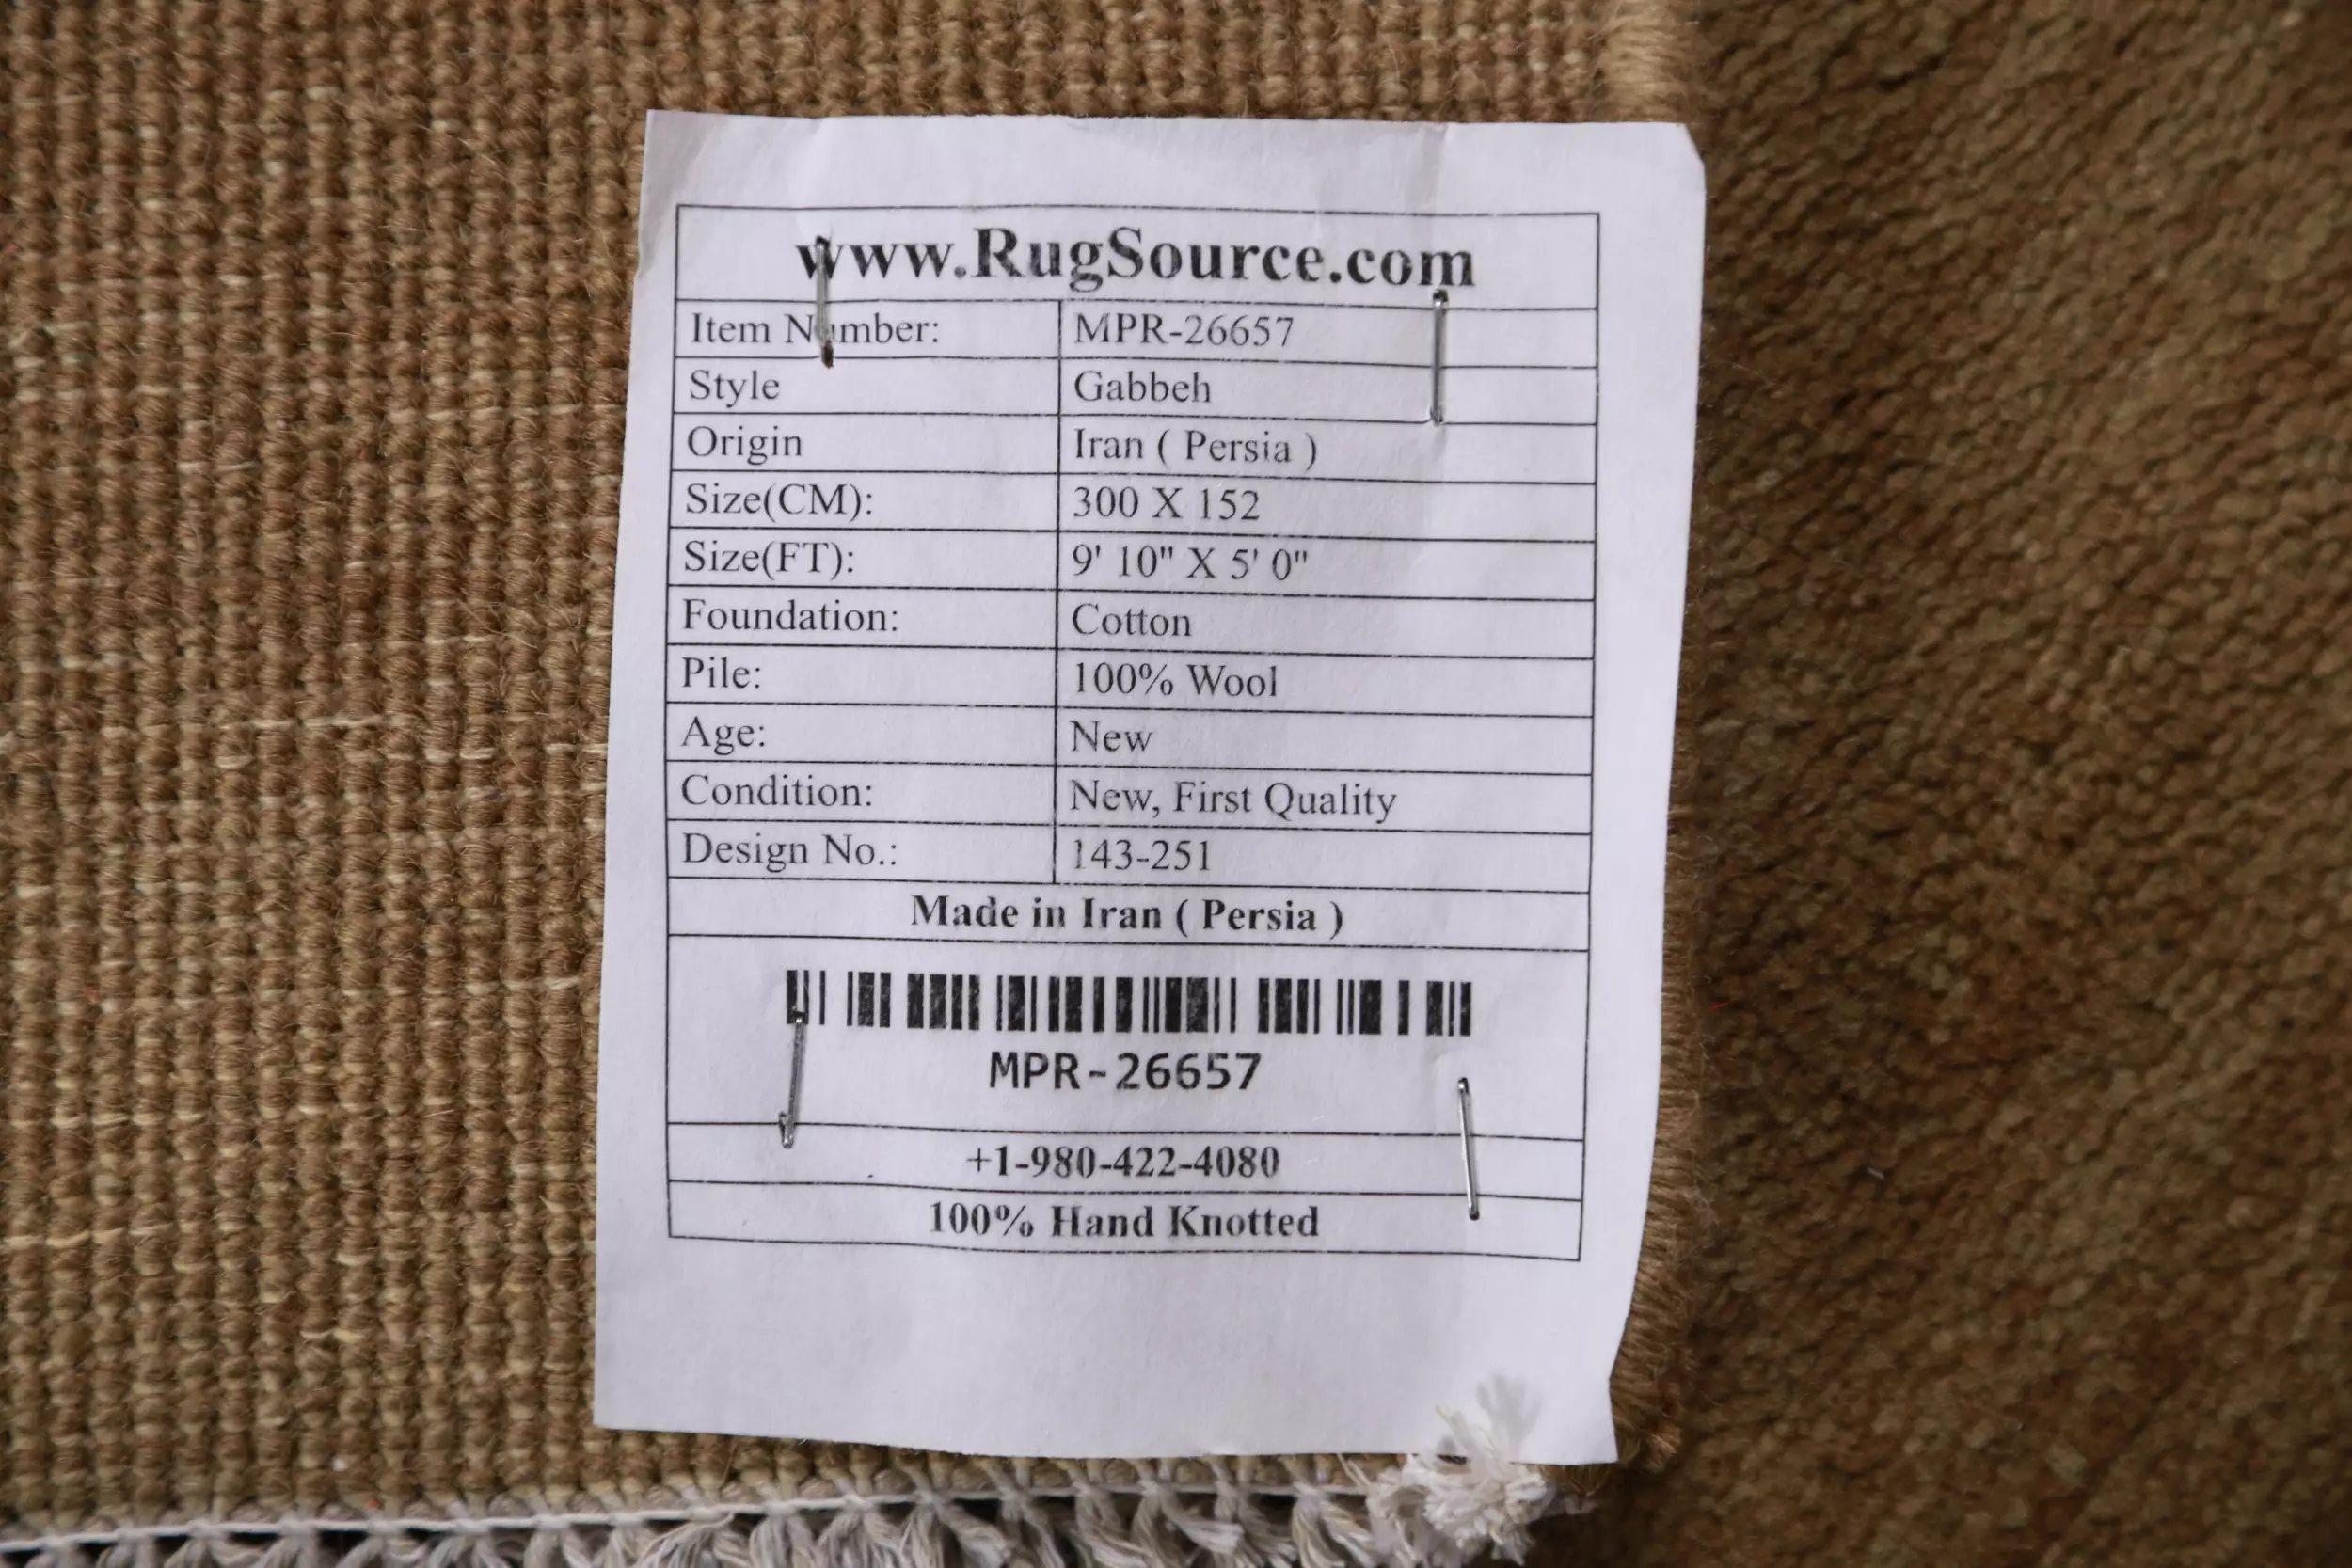 www.RugSource.com
Item Number: MPR-26657
Style Gabbeh
Origin Iran ( Persia )
Size(CM): 300 X 152
Size(FT): 9' 10" X 5' 0"
Foundation: Cotton
Pile: 100% Wool
Age: New
Condition: New, First Quality
Design No.: 143-251
Made in Iran ( Persia )
MPR-26657
+1-980-422-4080
100% Hand Knotted